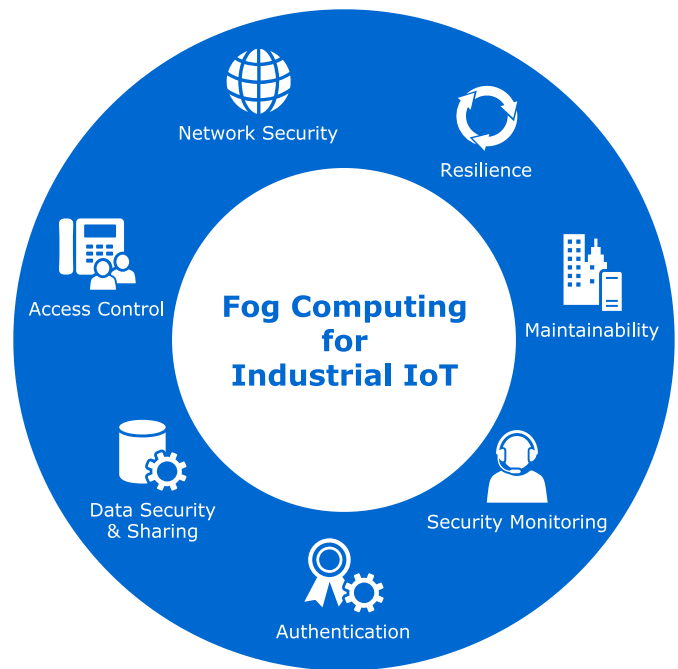 Network Security
Resilience
Access Control
Fog Computing
for
Industrial IoT
Maintainability
Data Security
& Sharing
Security Monitoring
Authentication